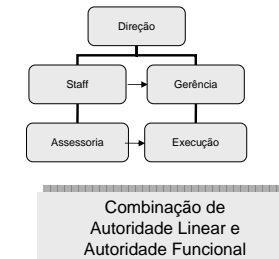 Direção
Staff
Gerência
Assessoria
Execução
Combinação de
Autoridade Linear e
Autoridade Funcional